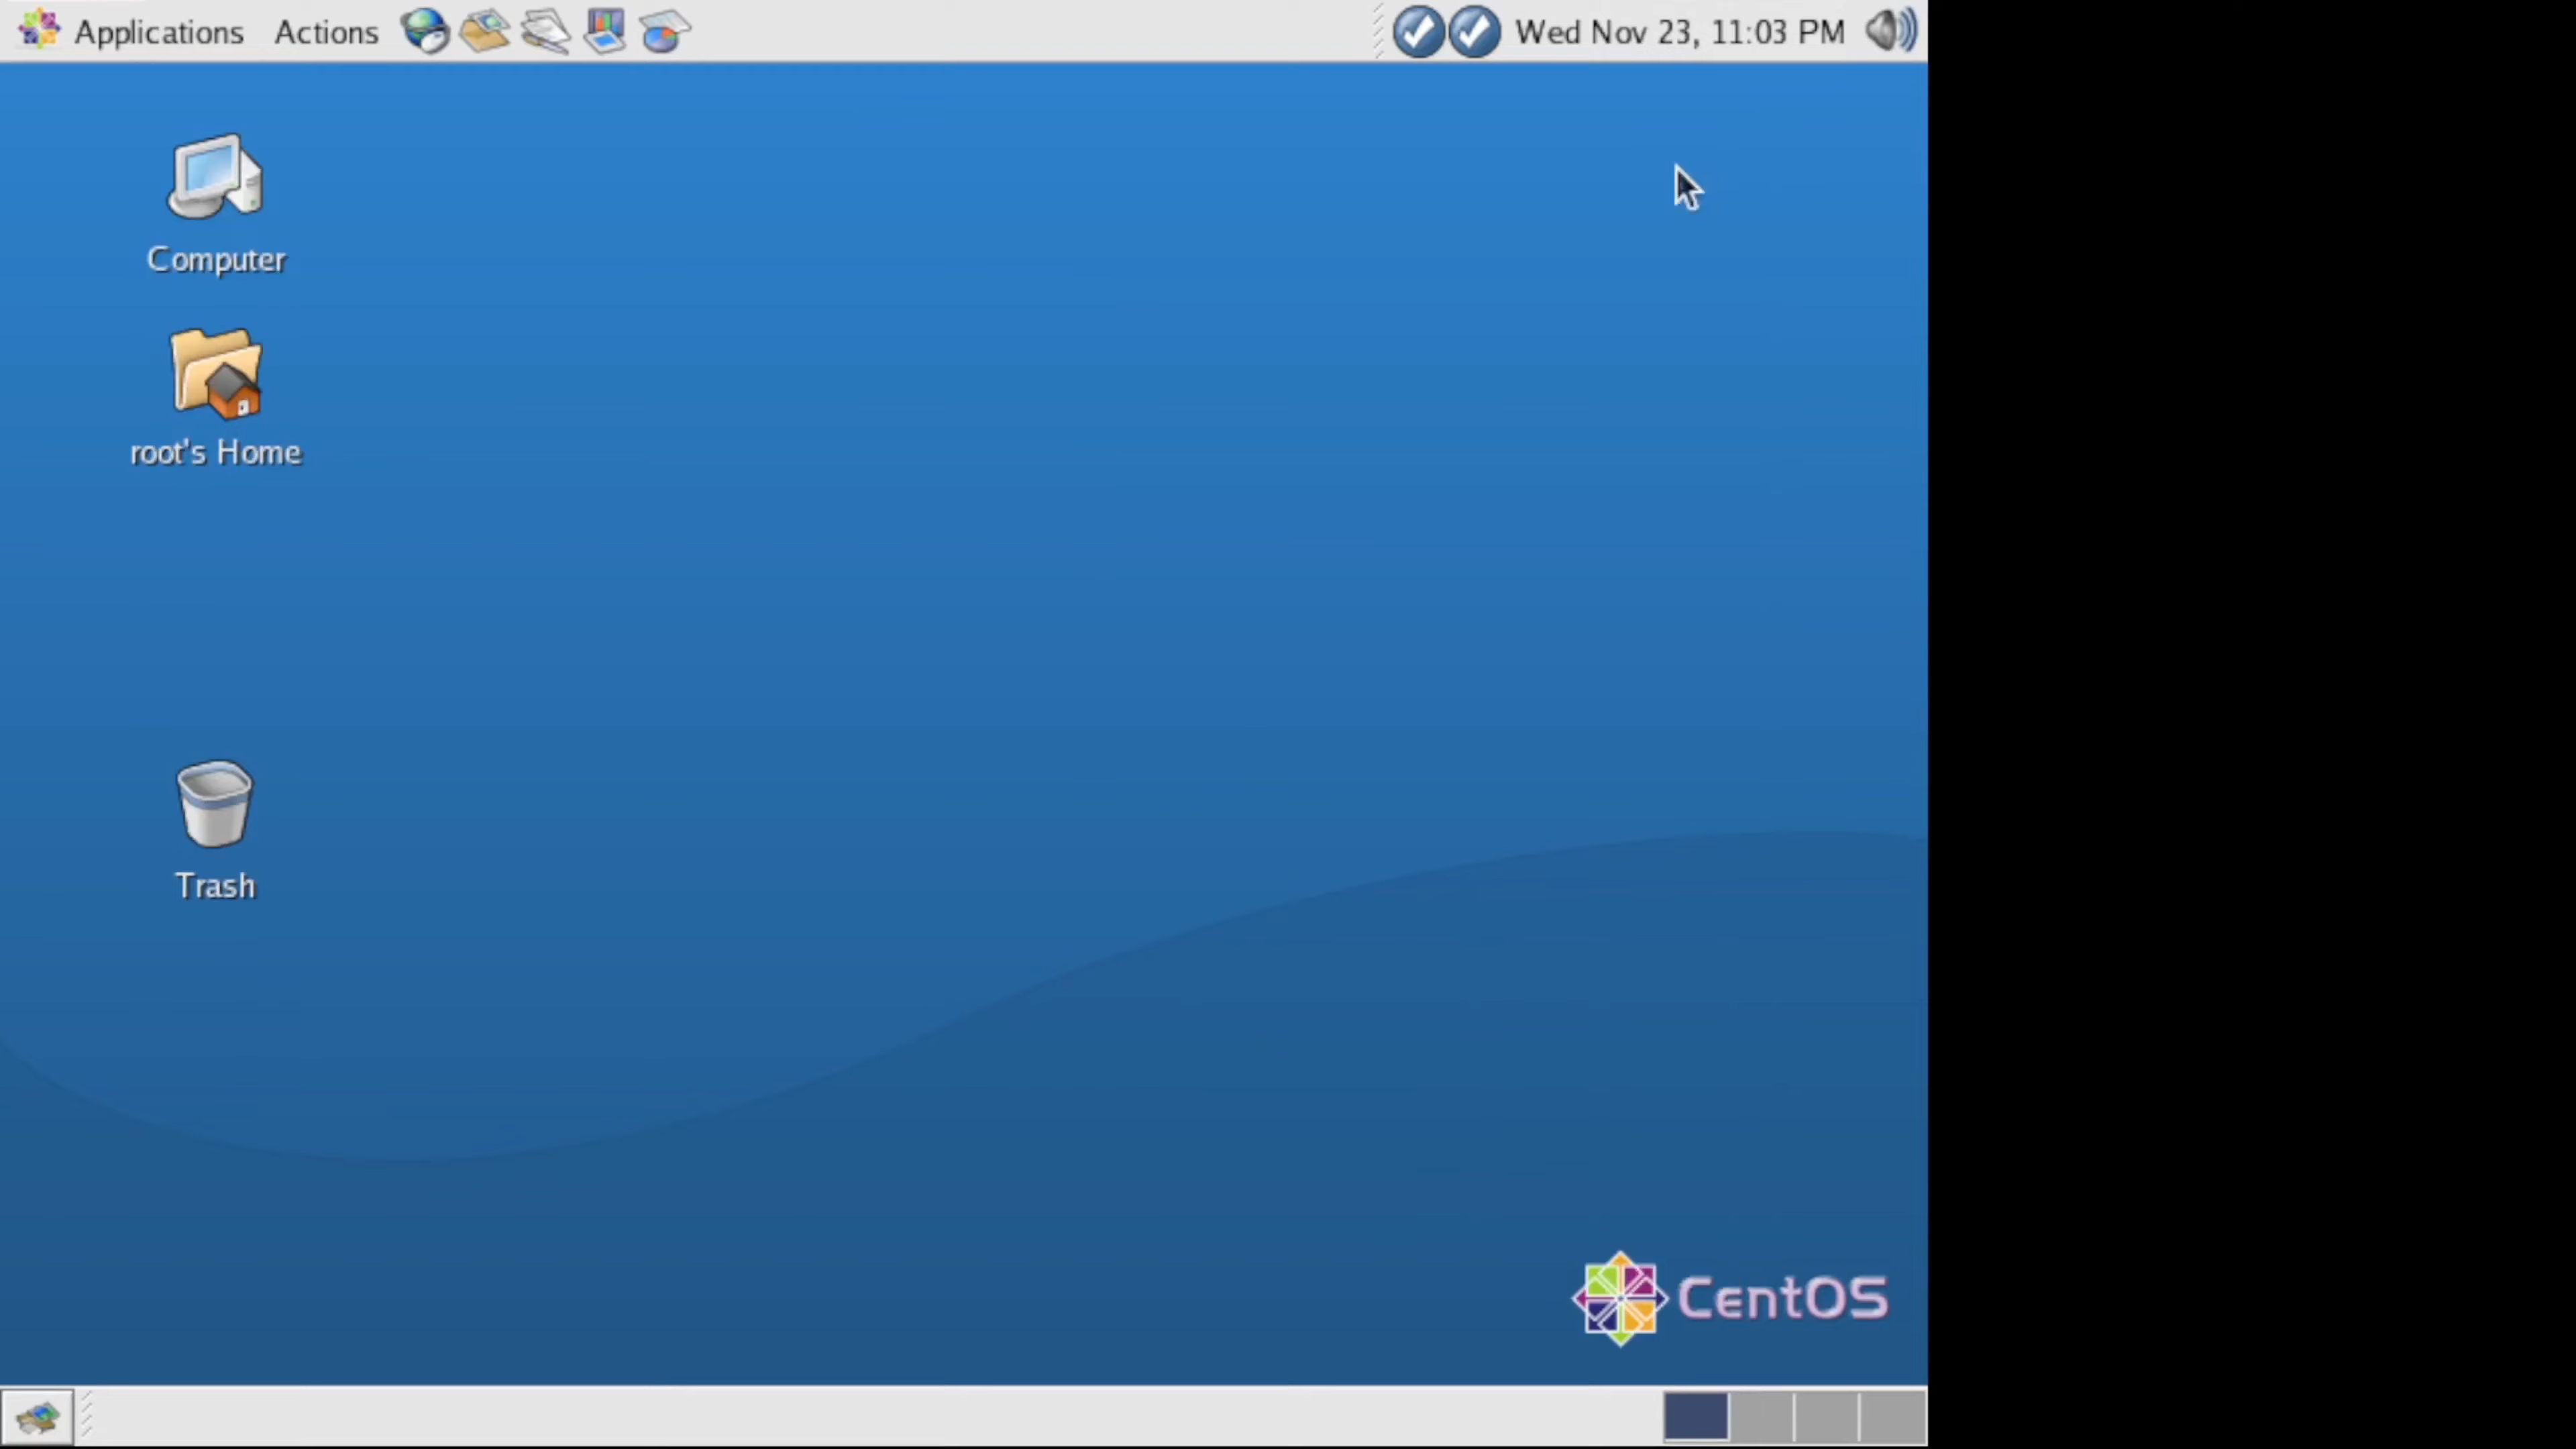 Applications Actions Wed Nov 23, 11:03 PM
Computer
root's Home
Trash
CentOS